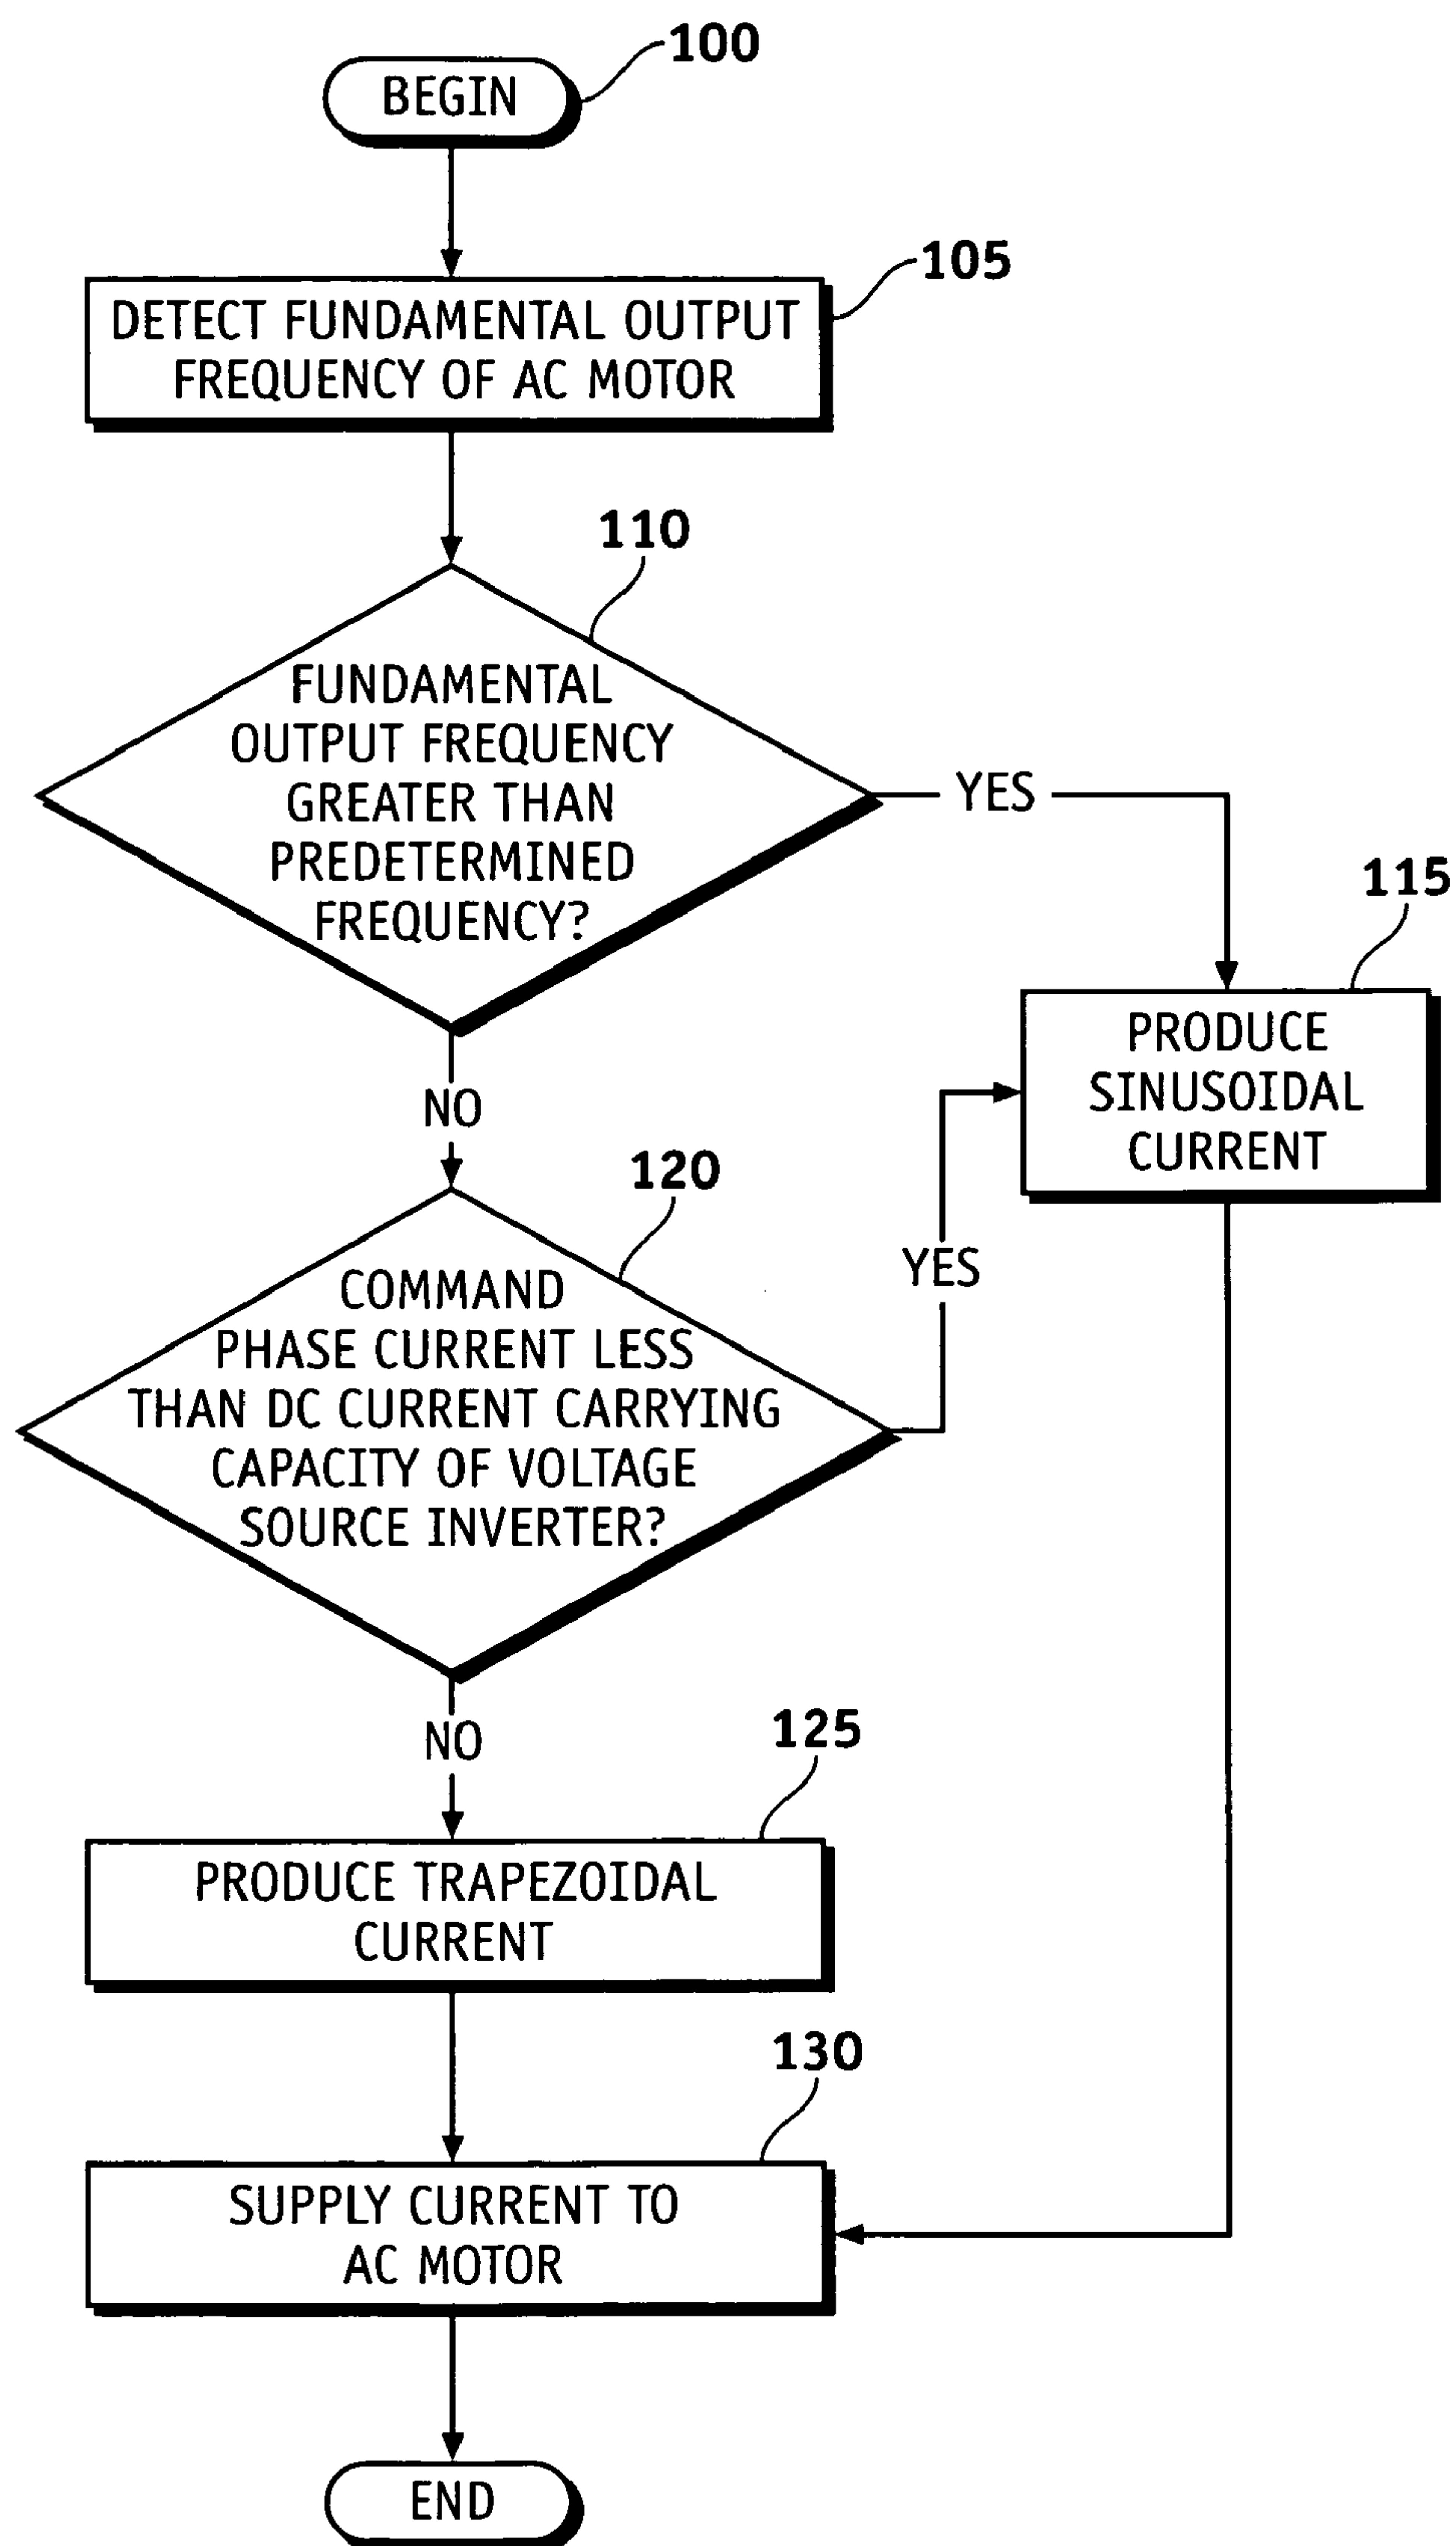 100
BEGIN
105
DETECT FUNDAMENTAL OUTPUT
FREQUENCY OF AC MOTOR
110
FUNDAMENTAL
OUTPUT FREQUENCY
GREATER THAN
PREDETERMINED
FREQUENCY?
YES
115
PRODUCE
SINUSOIDAL
CURRENT
NO
120
COMMAND
PHASE CURRENT LESS
THAN DC CURRENT CARRYING
CAPACITY OF VOLTAGE
SOURCE INVERTER?
YES
NO
125
PRODUCE TRAPEZOIDAL
CURRENT
130
SUPPLY CURRENT TO
AC MOTOR
END